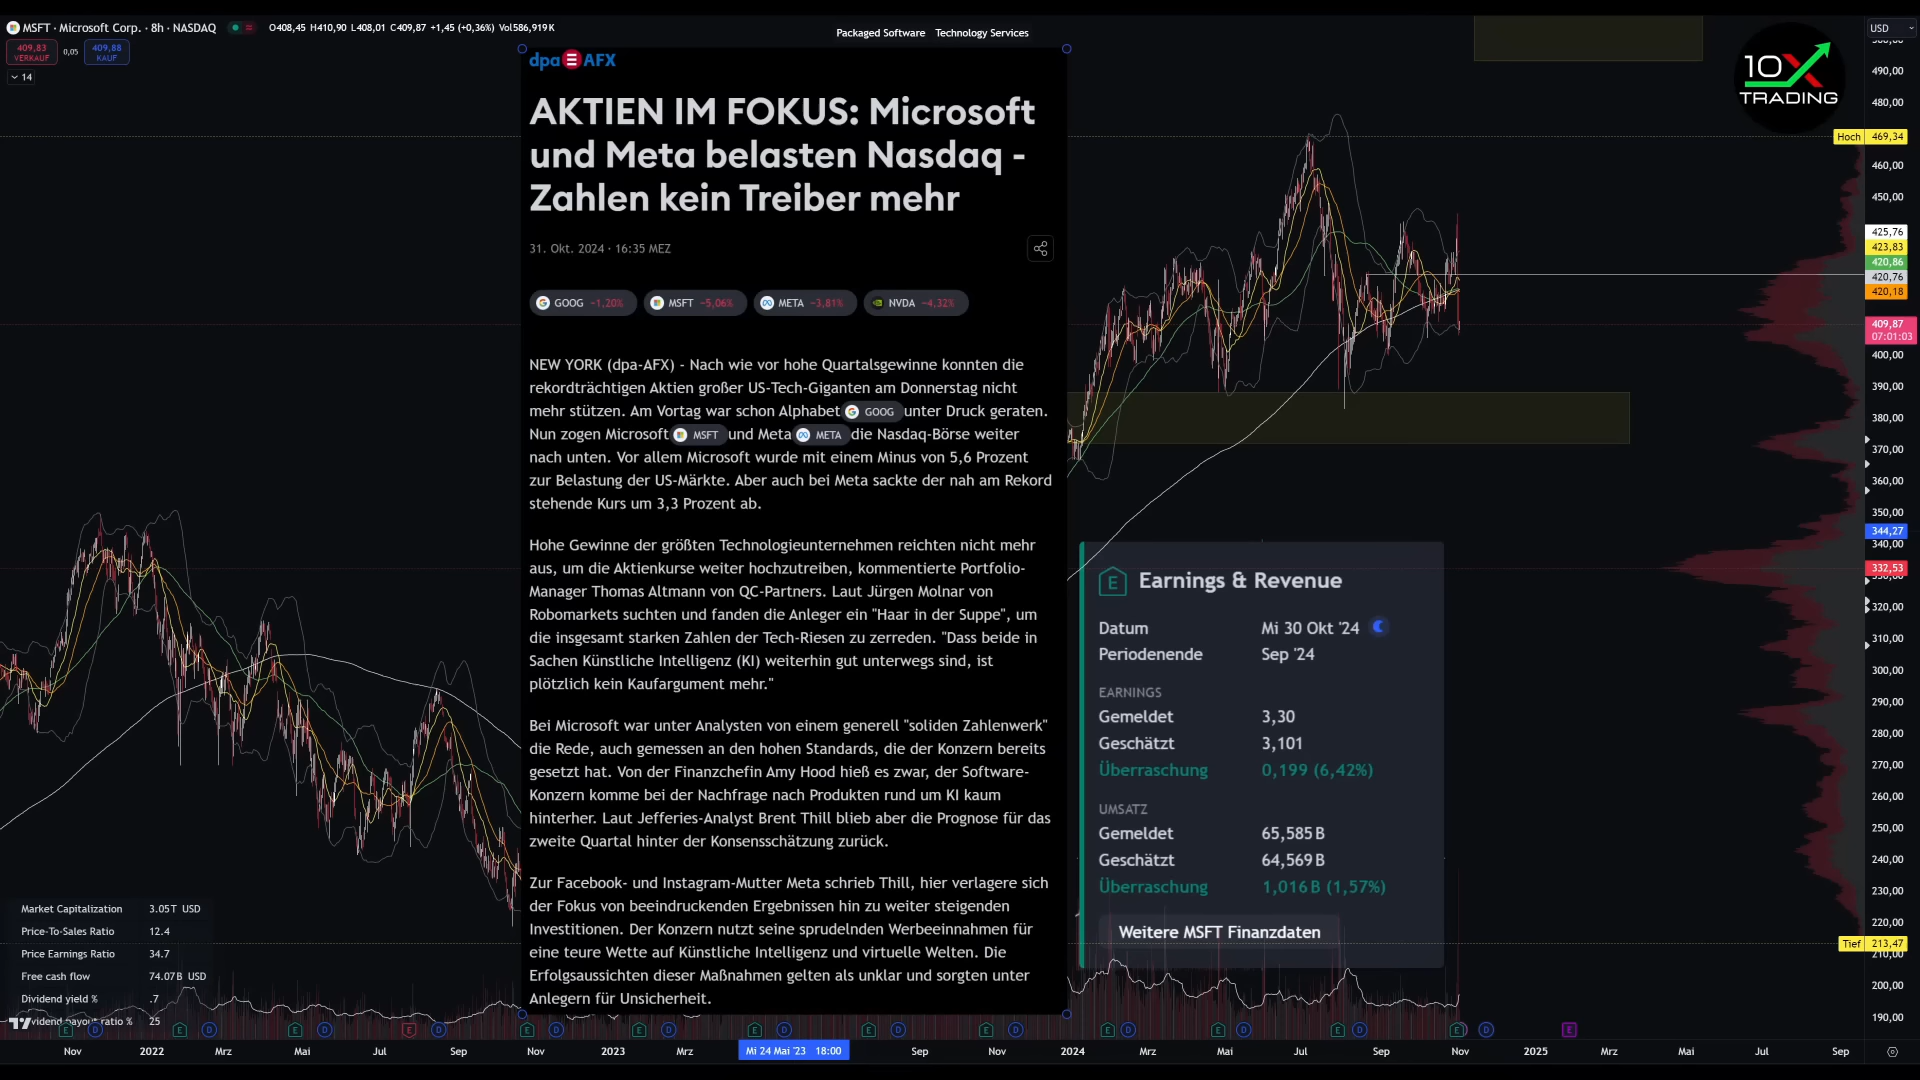 MSFT · Microsoft Corp. · 8h · NASDAQ
O408,45 H410,90 L408,01 C409,87 +1,45 (+0,36%) Vol586,919K
409,83
VERKAUF
0,05
409,88
KAUF
14
Packaged Software Technology Services
dpa AFX
AKTIEN IM FOKUS: Microsoft
und Meta belasten Nasdaq -
Zahlen kein Treiber mehr
31. Okt. 2024 · 16:35 MEZ
GOOG −1,20% MSFT −5,06% META −3,81% NVDA −4,32%
NEW YORK (dpa-AFX) - Nach wie vor hohe Quartalsgewinne konnten die
rekordträchtigen Aktien großer US-Tech-Giganten am Donnerstag nicht
mehr stützen. Am Vortag war schon Alphabet GOOG unter Druck geraten.
Nun zogen Microsoft MSFT und Meta META die Nasdaq-Börse weiter
nach unten. Vor allem Microsoft wurde mit einem Minus von 5,6 Prozent
zur Belastung der US-Märkte. Aber auch bei Meta sackte der nah am Rekord
stehende Kurs um 3,3 Prozent ab.
Hohe Gewinne der größten Technologieunternehmen reichten nicht mehr
aus, um die Aktienkurse weiter hochzutreiben, kommentierte Portfolio-
Manager Thomas Altmann von QC-Partners. Laut Jürgen Molnar von
Robomarkets suchten und fanden die Anleger ein "Haar in der Suppe", um
die insgesamt starken Zahlen der Tech-Riesen zu zerreden. "Dass beide in
Sachen Künstliche Intelligenz (KI) weiterhin gut unterwegs sind, ist
plötzlich kein Kaufargument mehr."
Bei Microsoft war unter Analysten von einem generell "soliden Zahlenwerk"
die Rede, auch gemessen an den hohen Standards, die der Konzern bereits
gesetzt hat. Von der Finanzchefin Amy Hood hieß es zwar, der Software-
Konzern komme bei der Nachfrage nach Produkten rund um KI kaum
hinterher. Laut Jefferies-Analyst Brent Thill blieb aber die Prognose für das
zweite Quartal hinter der Konsensschätzung zurück.
Zur Facebook- und Instagram-Mutter Meta schrieb Thill, hier verlagere sich
der Fokus von beeindruckenden Ergebnissen hin zu weiter steigenden
Investitionen. Der Konzern nutzt seine sprudelnden Werbeeinnahmen für
eine teure Wette auf Künstliche Intelligenz und virtuelle Welten. Die
Erfolgsaussichten dieser Maßnahmen gelten als unklar und sorgten unter
Anlegern für Unsicherheit.
E Earnings & Revenue
Datum Mi 30 Okt '24
Periodenende Sep '24
EARNINGS
Gemeldet 3,30
Geschätzt 3,101
Überraschung 0,199 (6,42%)
UMSATZ
Gemeldet 65,585 B
Geschätzt 64,569 B
Überraschung 1,016 B (1,57%)
Weitere MSFT Finanzdaten
Market Capitalization 3.05T USD
Price-To-Sales Ratio 12.4
Price Earnings Ratio 34.7
Free cash flow 74.07B USD
Dividend yield % .7
vidend payout ratio % 25
10X
TRADING
USD
490,00
480,00
Hoch 469,34
460,00
450,00
425,76
423,83
420,86
420,76
420,18
409,87
07:01:03
400,00
390,00
380,00
370,00
360,00
350,00
344,27
340,00
332,53
320,00
310,00
300,00
290,00
280,00
270,00
260,00
250,00
240,00
230,00
220,00
Tief 213,47
210,00
200,00
190,00
E D E D E D E D E D E D E D E D E D E D E D E D E D E
Nov 2022 Mrz Mai Jul Sep Nov 2023 Mrz Mi 24 Mai '23 18:00 Sep Nov 2024 Mrz Mai Jul Sep Nov 2025 Mrz Mai Jul Sep